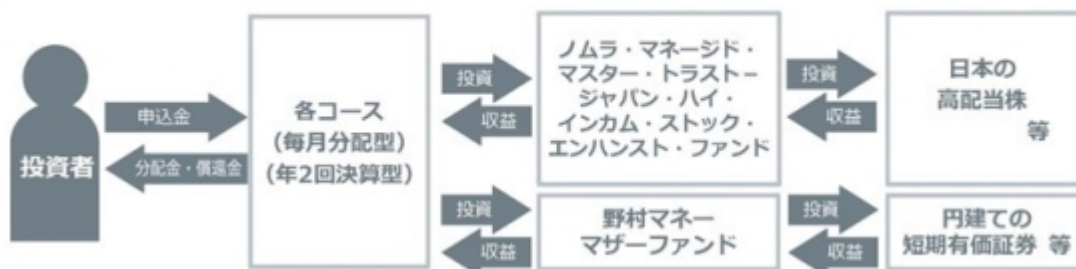 投資者
申込金
分配金・償還金
各コース
(毎月分配型)
(年2回決算型)
投資
収益
ノムラ・マネージド・
マスター・トラスト－
ジャパン・ハイ・
インカム・ストック・
エンハンスト・ファンド
投資
収益
日本の
高配当株
等
投資
収益
野村マネー
マザーファンド
投資
収益
円建ての
短期有価証券 等